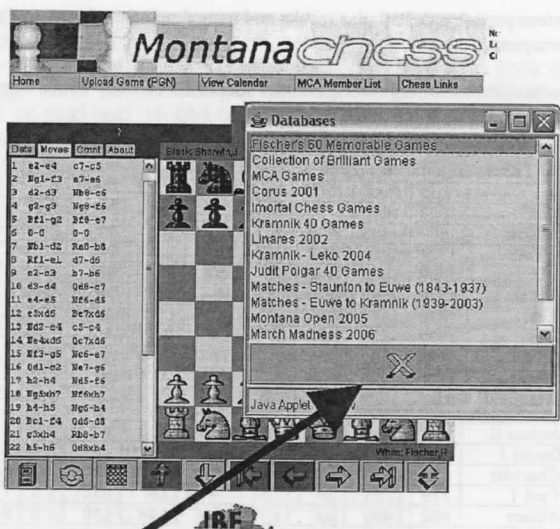 Montana chess
Home Upload Game (PGN) View Calendar MCA Member List Chess Links
Data Moves Cmnt About
1 e2-e4 c7-c5
2 Ng1-f3 e7-e6
3 d2-d3 Nb8-c6
4 g2-g3 Ng8-f6
5 Bf1-g2 Bf8-e7
6 0-0 0-0
7 Nb1-d2 Ra8-b8
8 Rf1-e1 d7-d6
9 c2-c3 b7-b6
10 d3-d4 Qd8-c7
11 e4-e5 Nf6-d5
12 e5xd6 Be7xd6
13 Nd2-e4 c5-c4
14 Ne4xd6 Qc7xd6
15 Nf3-g5 Nc6-e7
16 Qd1-c2 Ne7-g6
17 h2-h4 Nd5-f6
18 Ng5xh7 Nf6xh7
19 h4-h5 Ng6-h4
20 Bc1-f4 Qd6-d8
21 g3xh4 Rb8-b7
22 h5-h6 Qd8xh4
Black: Sherwin,J
Databases
Fischer's 60 Memorable Games
Collection of Brilliant Games
MCA Games
Corus 2001
Imortal Chess Games
Kramnik 40 Games
Linares 2002
Kramnik - Leko 2004
Judit Polgar 40 Games
Matches - Staunton to Euwe (1843-1937)
Matches - Euwe to Kramnik (1939-2003)
Montana Open 2005
March Madness 2006
Java Applet
White: Fischer,R